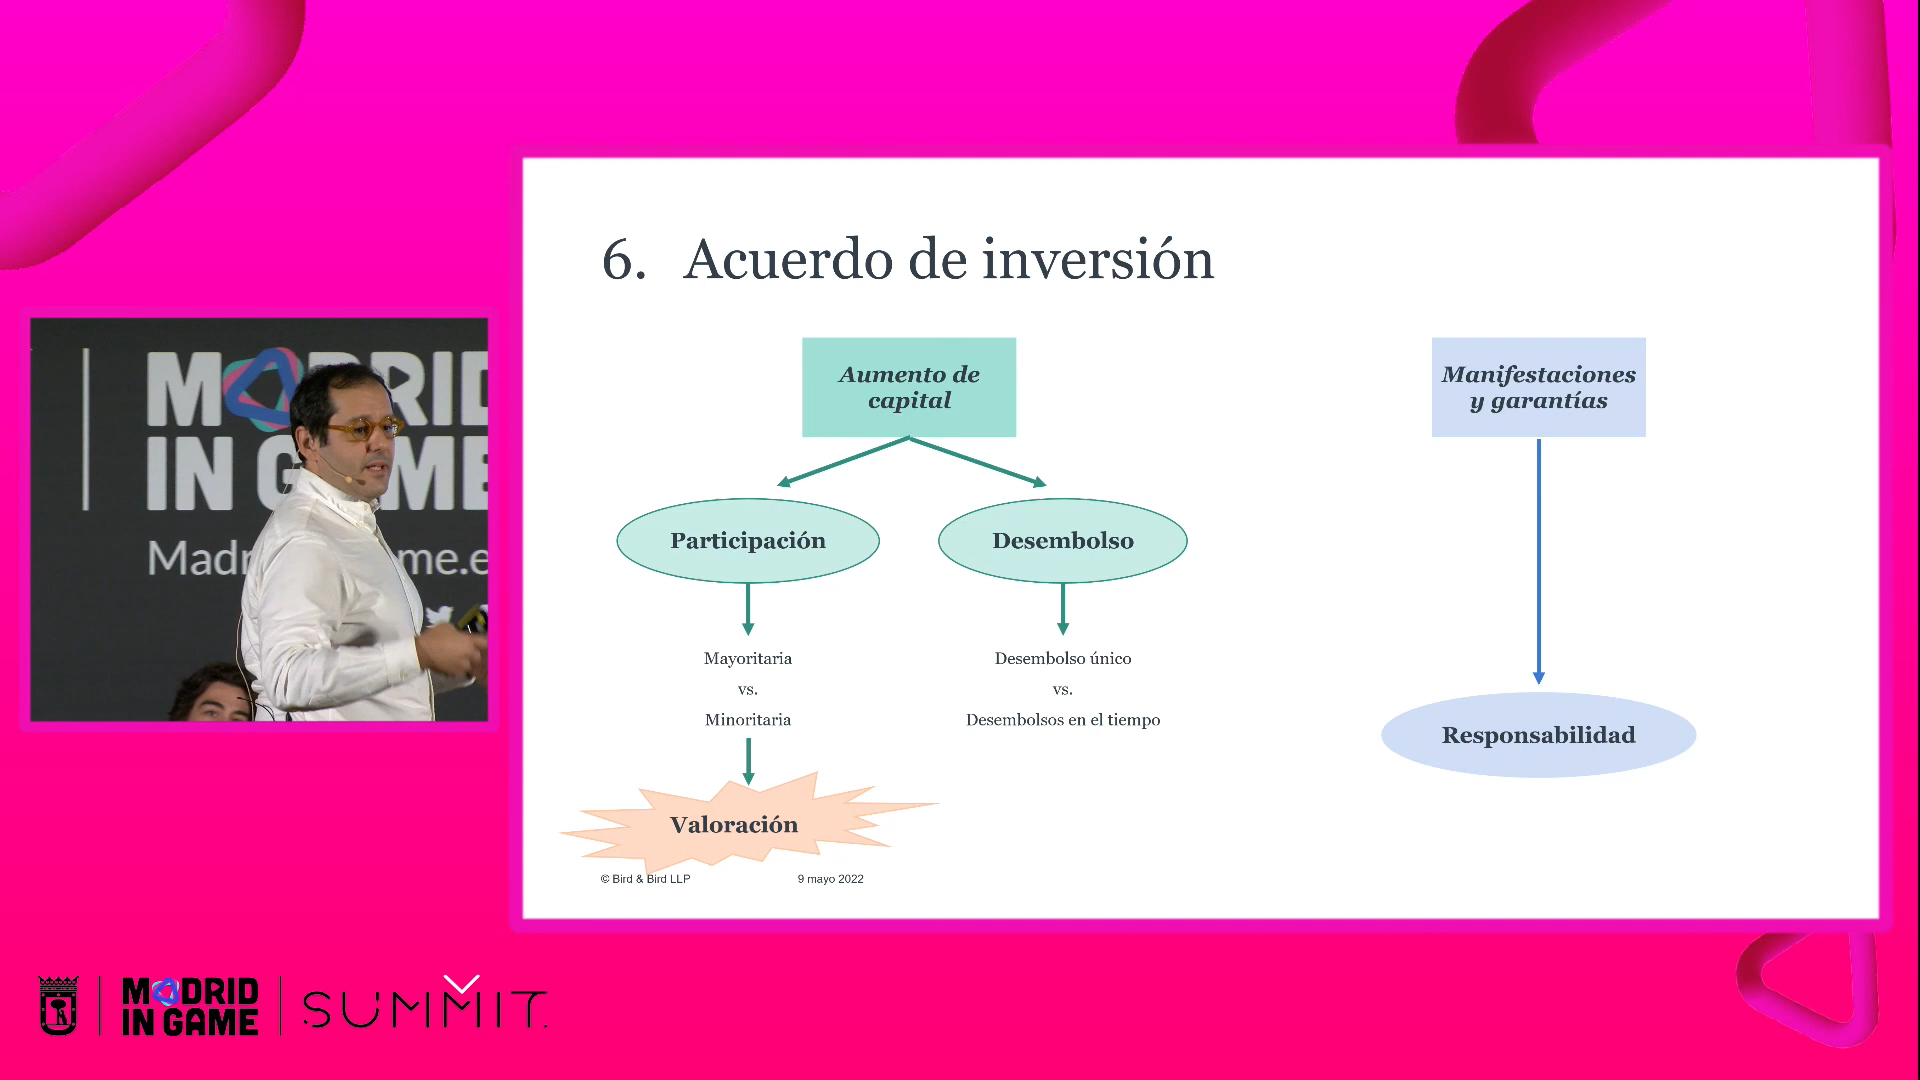 6. Acuerdo de inversión
Aumento de
capital
Manifestaciones
y garantías
Participación
Desembolso
Mayoritaria
vs.
Minoritaria
Desembolso único
vs.
Desembolsos en el tiempo
Responsabilidad
Valoración
© Bird & Bird LLP
9 mayo 2022
MADRID
IN GAME
SUMMIT